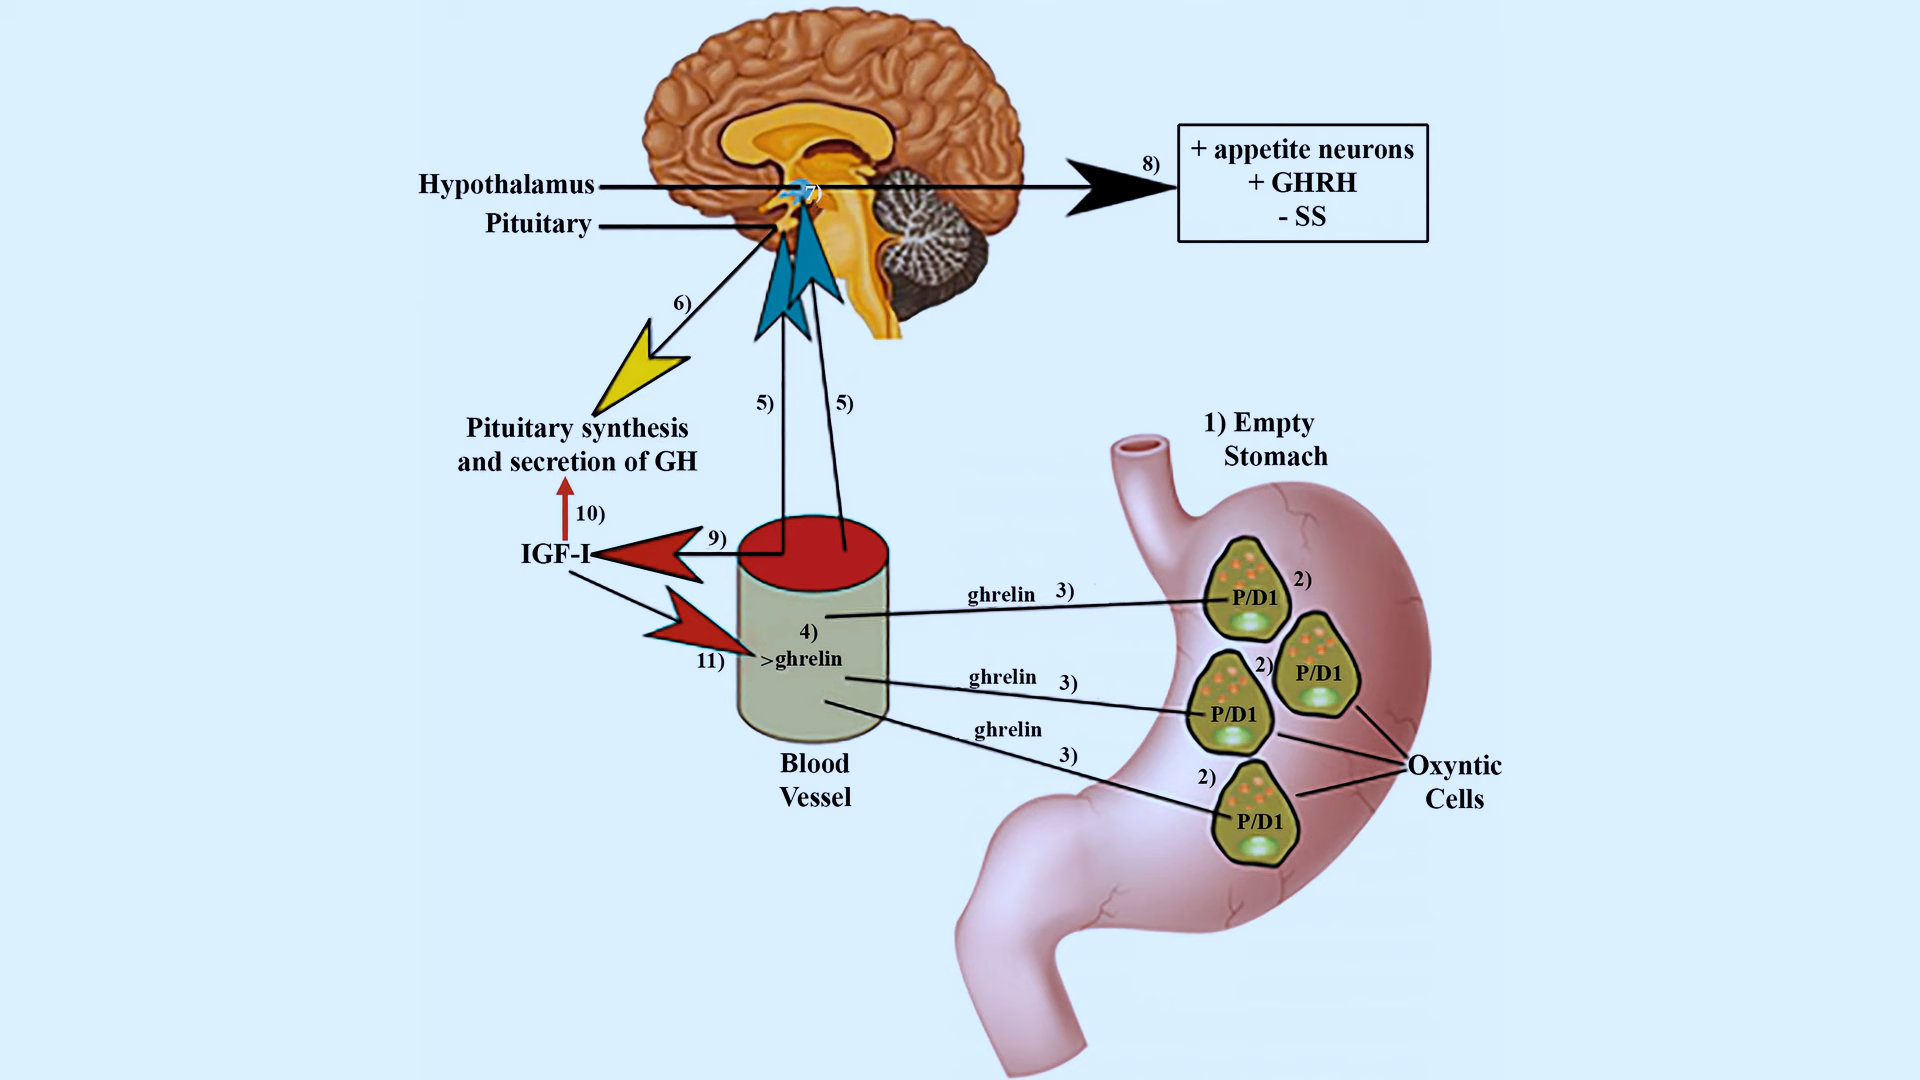 Hypothalamus
Pituitary
7)
8)
+ appetite neurons
+ GHRH
- SS
6)
5)
5)
Pituitary synthesis
and secretion of GH
10)
IGF-I
9)
11)
4)
>ghrelin
Blood
Vessel
ghrelin 3)
ghrelin 3)
ghrelin
3)
1) Empty
Stomach
P/D1
2)
P/D1
2)
P/D1
2)
P/D1
Oxyntic
Cells